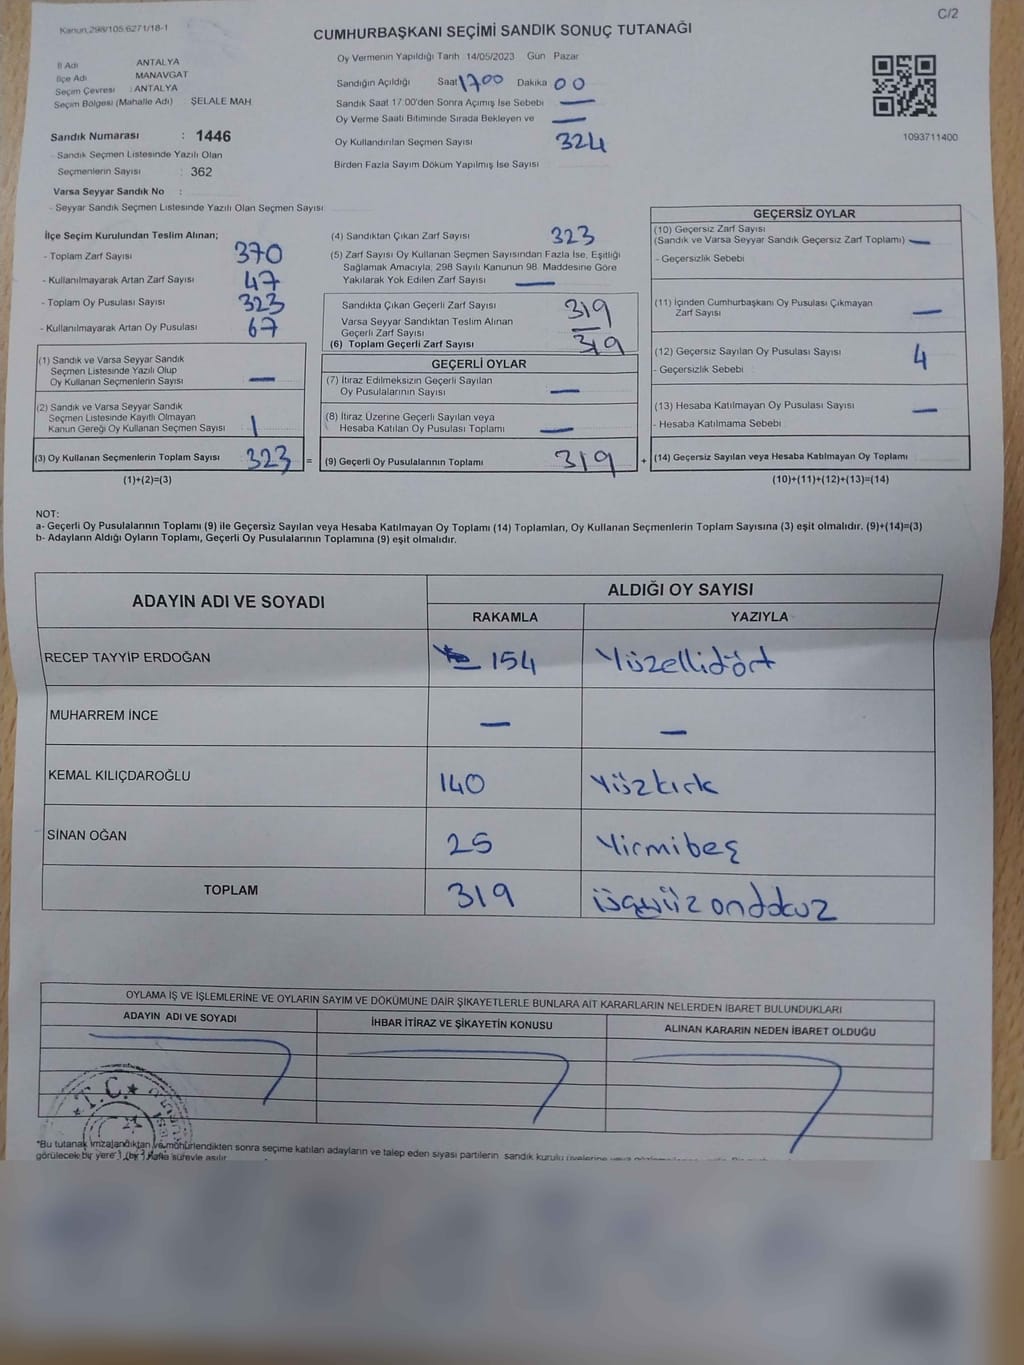 Kanun.298/105.6271/18-1
C/2
CUMHURBAŞKANI SEÇİMİ SANDIK SONUÇ TUTANAĞI
İl Adı ANTALYA
İlçe Adı MANAVGAT
Seçim Çevresi : ANTALYA
Seçim Bölgesi (Mahalle Adı) ŞELALE MAH
Sandık Numarası : 1446
Sandık Seçmen Listesinde Yazılı Olan
Seçmenlerin Sayısı : 362
Varsa Seyyar Sandık No :
- Seyyar Sandık Seçmen Listesinde Yazılı Olan Seçmen Sayısı
Oy Vermenin Yapıldığı Tarih 14/05/2023 Gün Pazar
Sandığın Açıldığı Saat 1700 Dakika 00
Sandık Saat 17.00'den Sonra Açımış İse Sebebi —
Oy Verme Saati Bitiminde Sırada Bekleyen ve —
Oy Kullandırılan Seçmen Sayısı 324
Birden Fazla Sayım Döküm Yapılmış İse Sayısı
1093711400
İlçe Seçim Kurulundan Teslim Alınan;
- Toplam Zarf Sayısı 370
- Kullanılmayarak Artan Zarf Sayısı 47
- Toplam Oy Pusulası Sayısı 323
- Kullanılmayarak Artan Oy Pusulası 67
(1) Sandık ve Varsa Seyyar Sandık
Seçmen Listesinde Yazılı Olup
Oy Kullanan Seçmenlerin Sayısı —
(2) Sandık ve Varsa Seyyar Sandık
Seçmen Listesinde Kayıtlı Olmayan
Kanun Gereği Oy Kullanan Seçmen Sayısı 1
(3) Oy Kullanan Seçmenlerin Toplam Sayısı 323 =
(1)+(2)=(3)
(4) Sandıktan Çıkan Zarf Sayısı 323
(5) Zarf Sayısı Oy Kullanan Seçmen Sayısından Fazla İse, Eşitliği
Sağlamak Amacıyla, 298 Sayılı Kanunun 98. Maddesine Göre
Yakılarak Yok Edilen Zarf Sayısı —
Sandıkta Çıkan Geçerli Zarf Sayısı 319
Varsa Seyyar Sandıktan Teslim Alınan
Geçerli Zarf Sayısı —
(6) Toplam Geçerli Zarf Sayısı 319
GEÇERLİ OYLAR
(7) İtiraz Edilmeksizin Geçerli Sayılan
Oy Pusulalarının Sayısı —
(8) İtiraz Üzerine Geçerli Sayılan veya
Hesaba Katılan Oy Pusulası Toplamı —
(9) Geçerli Oy Pusulalarının Toplamı 319 +
GEÇERSİZ OYLAR
(10) Geçersiz Zarf Sayısı
(Sandık ve Varsa Seyyar Sandık Geçersiz Zarf Toplamı) —
- Geçersizlik Sebebi
(11) İçinden Cumhurbaşkanı Oy Pusulası Çıkmayan
Zarf Sayısı —
(12) Geçersiz Sayılan Oy Pusulası Sayısı 4
- Geçersizlik Sebebi
(13) Hesaba Katılmayan Oy Pusulası Sayısı —
- Hesaba Katılmama Sebebi
(14) Geçersiz Sayılan veya Hesaba Katılmayan Oy Toplamı
(10)+(11)+(12)+(13)=(14)
NOT:
a- Geçerli Oy Pusulalarının Toplamı (9) ile Geçersiz Sayılan veya Hesaba Katılmayan Oy Toplamı (14) Toplamları, Oy Kullanan Seçmenlerin Toplam Sayısına (3) eşit olmalıdır. (9)+(14)=(3)
b- Adayların Aldığı Oyların Toplamı, Geçerli Oy Pusulalarının Toplamına (9) eşit olmalıdır.
ADAYIN ADI VE SOYADI
ALDIĞI OY SAYISI
RAKAMLA YAZIYLA
RECEP TAYYİP ERDOĞAN 154 Yüzellidört
MUHARREM İNCE — —
KEMAL KILIÇDAROĞLU 140 Yüzkırk
SİNAN OĞAN 25 Yirmibeş
TOPLAM 319 üçyüz ondokuz
OYLAMA İŞ VE İŞLEMLERİNE VE OYLARIN SAYIM VE DÖKÜMÜNE DAİR ŞİKAYETLERLE BUNLARA AİT KARARLARIN NELERDEN İBARET BULUNDUKLARI
ADAYIN ADI VE SOYADI İHBAR İTİRAZ VE ŞİKAYETİN KONUSU ALINAN KARARIN NEDEN İBARET OLDUĞU
T.C.
*Bu tutanak imzalandıktan ve mühürlendikten sonra seçime katılan adayların ve talep eden siyasi partilerin sandık kurulu
görülecek bir yere 1 (bir) hafta süreyle asılır.